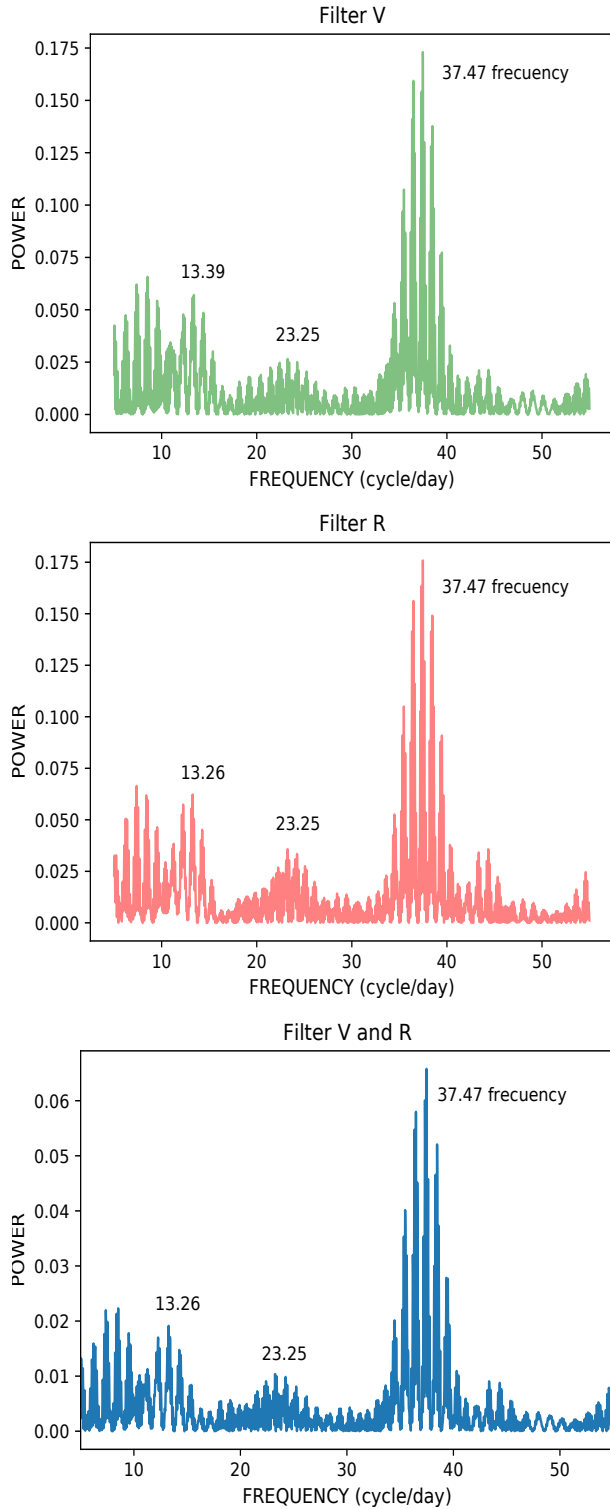 Filter V
0.175
37.47 frecuency
0.150
0.125
0.100
0.075
13.39
0.050
23.25
0.025
0.000
POWER
10 20 30 40 50
FREQUENCY (cycle/day)
Filter R
0.175
37.47 frecuency
0.150
0.125
0.100
0.075
13.26
0.050
23.25
0.025
0.000
POWER
10 20 30 40 50
FREQUENCY (cycle/day)
Filter V and R
0.06
37.47 frecuency
0.05
0.04
0.03
0.02
13.26
23.25
0.01
0.00
POWER
10 20 30 40 50
FREQUENCY (cycle/day)